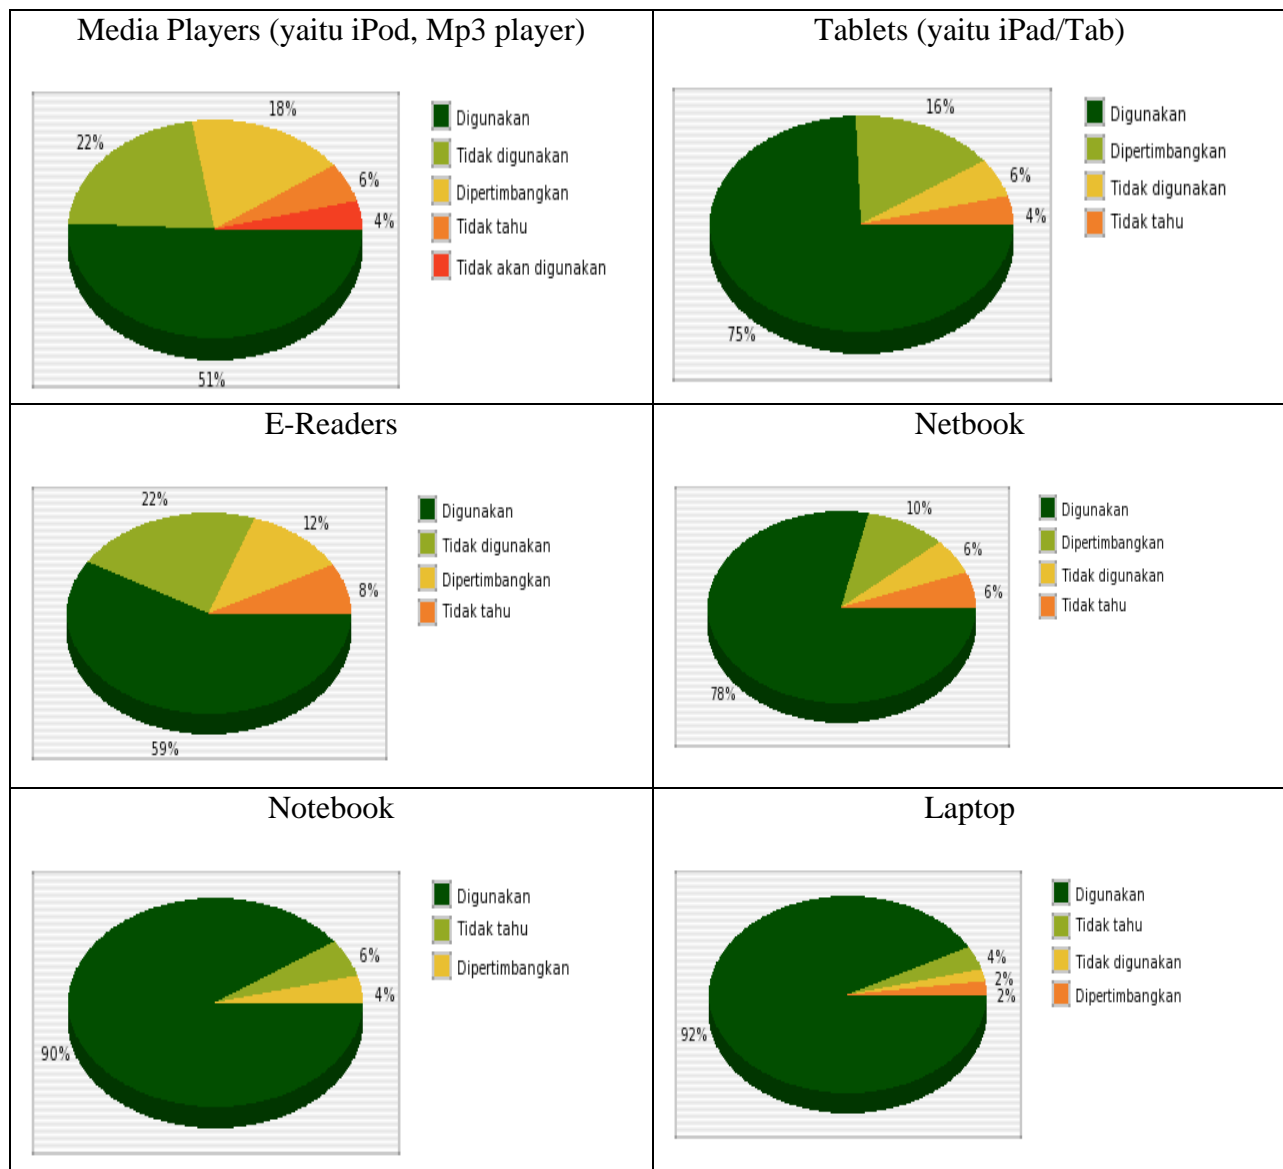 Media Players (yaitu iPod, Mp3 player)
18%
22%
6%
4%
51%
Digunakan
Tidak digunakan
Dipertimbangkan
Tidak tahu
Tidak akan digunakan
Tablets (yaitu iPad/Tab)
16%
6%
4%
75%
Digunakan
Dipertimbangkan
Tidak digunakan
Tidak tahu
E-Readers
22%
12%
8%
59%
Digunakan
Tidak digunakan
Dipertimbangkan
Tidak tahu
Netbook
10%
6%
6%
78%
Digunakan
Dipertimbangkan
Tidak digunakan
Tidak tahu
Notebook
6%
4%
90%
Digunakan
Tidak tahu
Dipertimbangkan
Laptop
4%
2%
2%
92%
Digunakan
Tidak tahu
Tidak digunakan
Dipertimbangkan